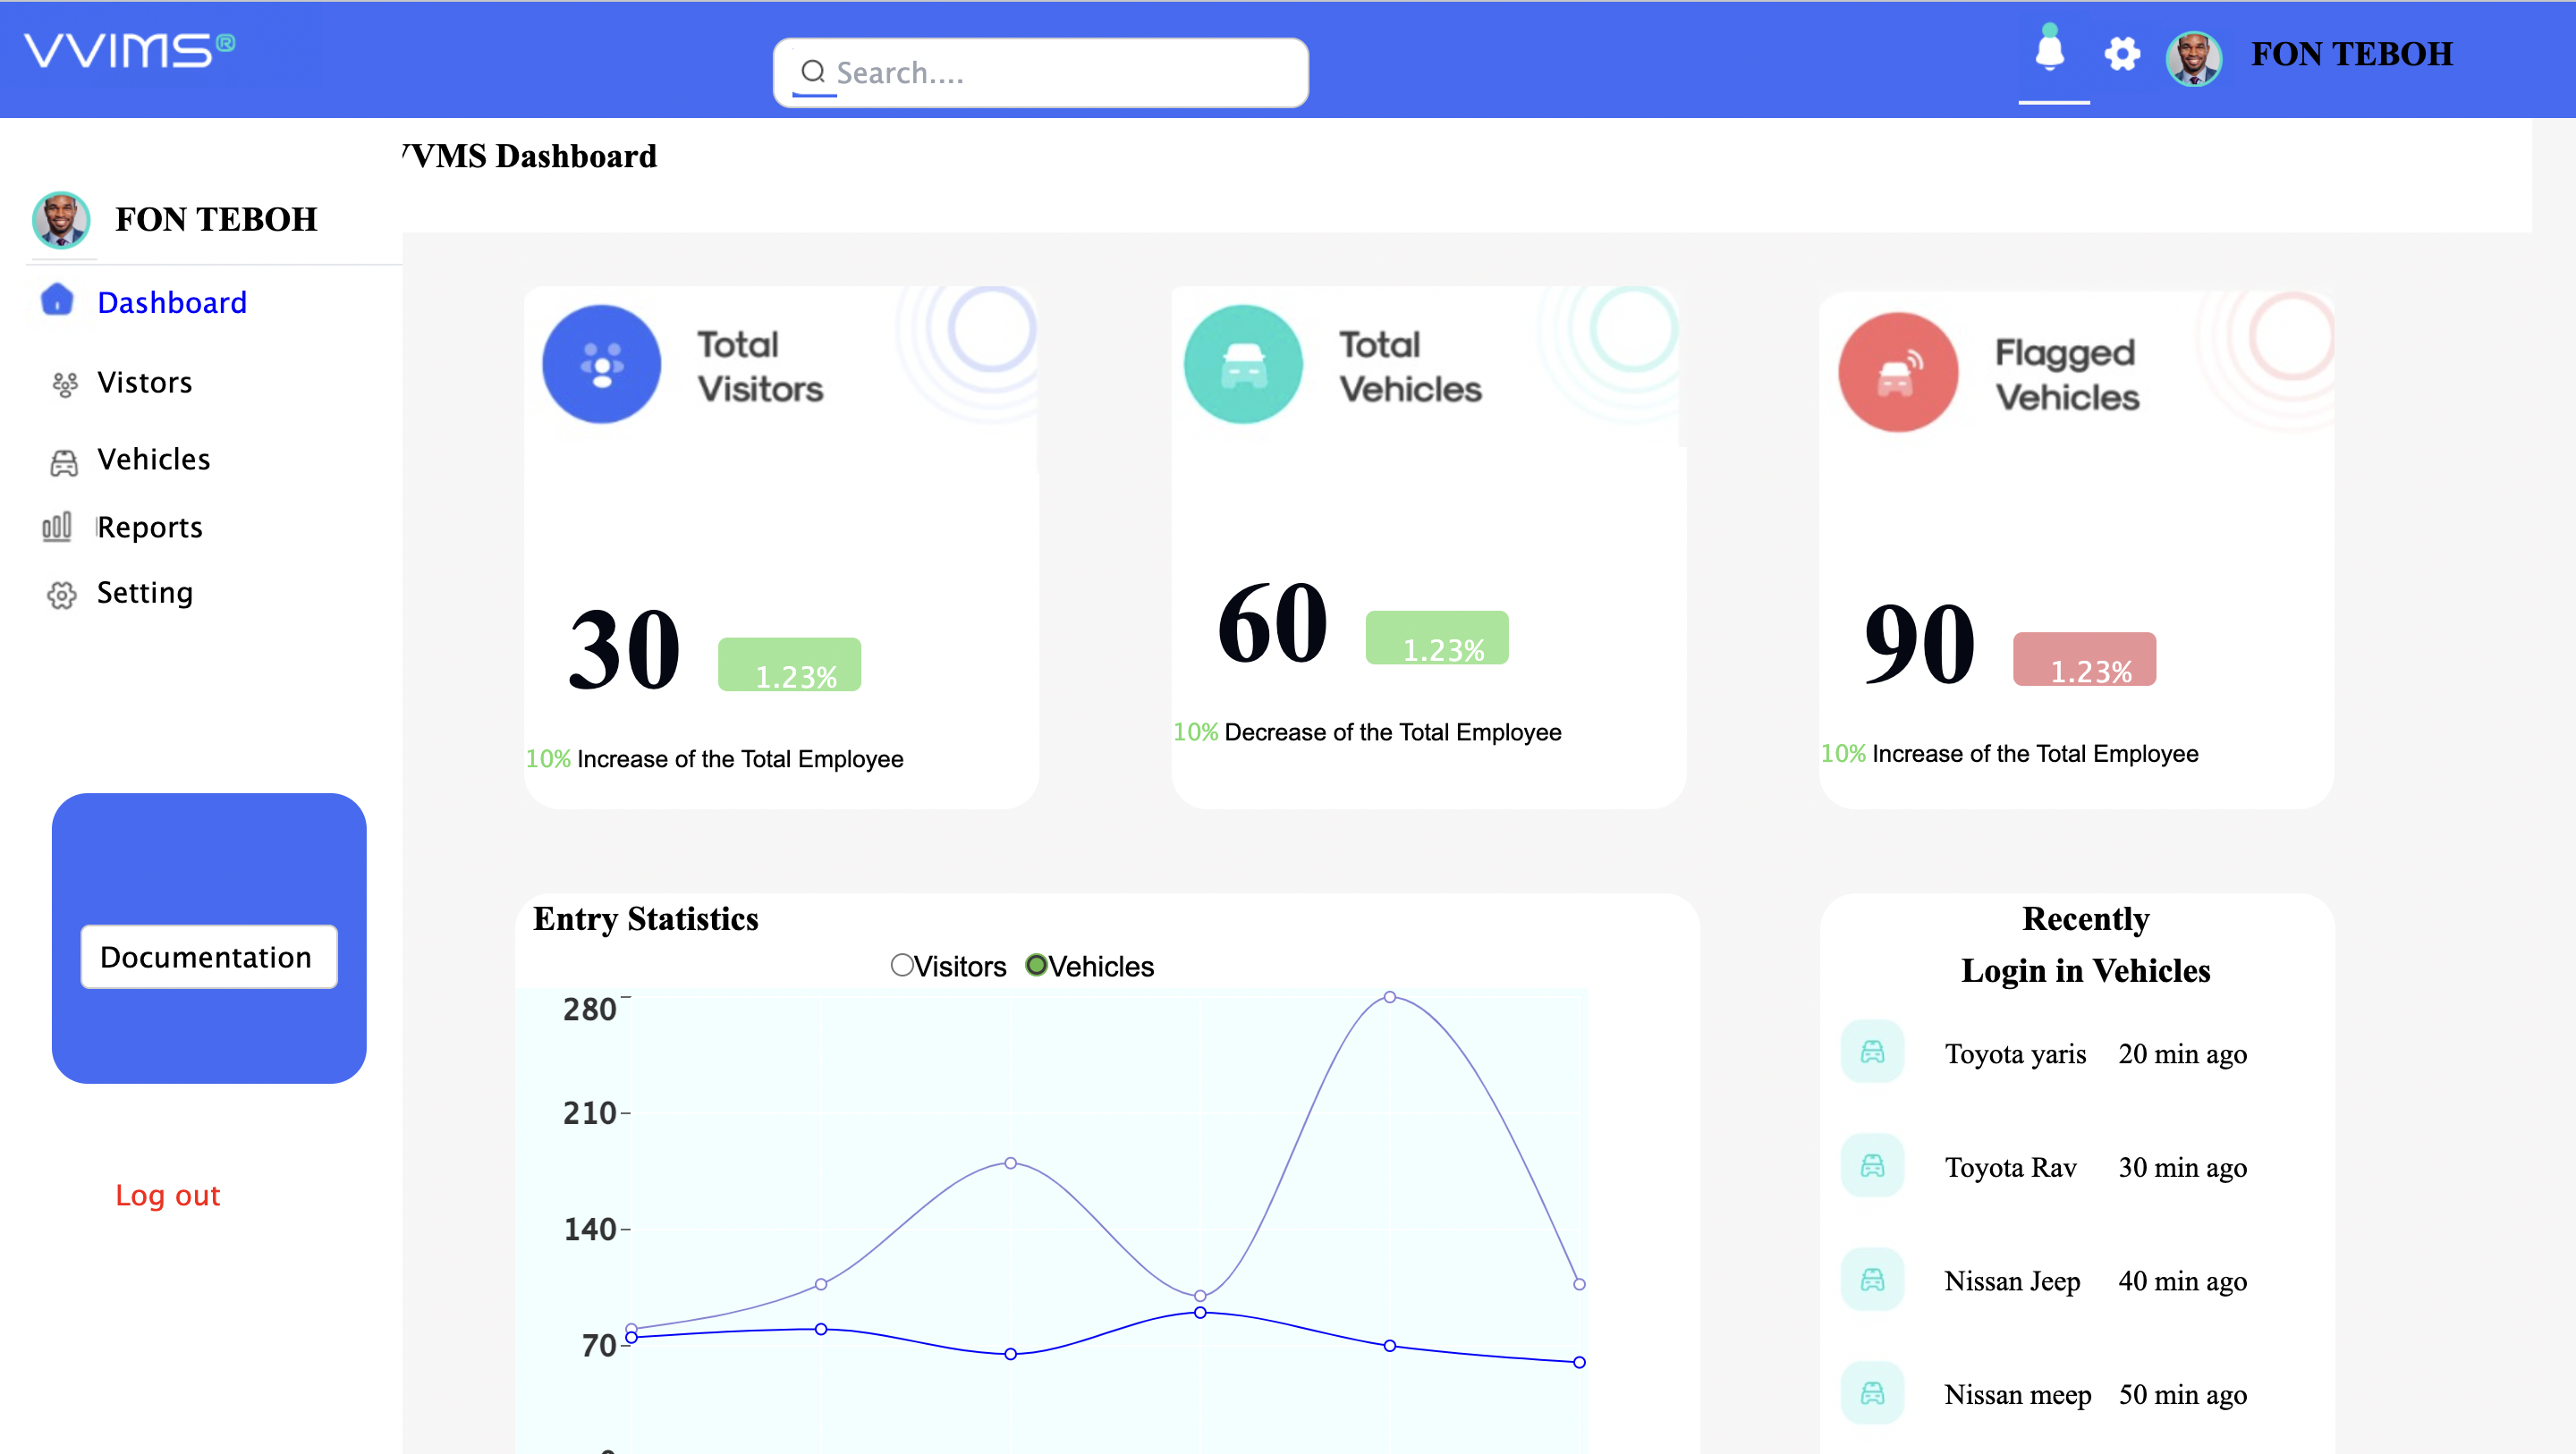 VVIMS®
Search....
FON TEBOH
VVMS Dashboard
FON TEBOH
Dashboard
Vistors
Vehicles
Reports
Setting
Documentation
Log out
Total
Visitors
30 1.23%
10% Increase of the Total Employee
Total
Vehicles
60 1.23%
10% Decrease of the Total Employee
Flagged
Vehicles
90 1.23%
10% Increase of the Total Employee
Entry Statistics
Visitors Vehicles
280
210
140
70
Recently
Login in Vehicles
Toyota yaris 20 min ago
Toyota Rav 30 min ago
Nissan Jeep 40 min ago
Nissan meep 50 min ago